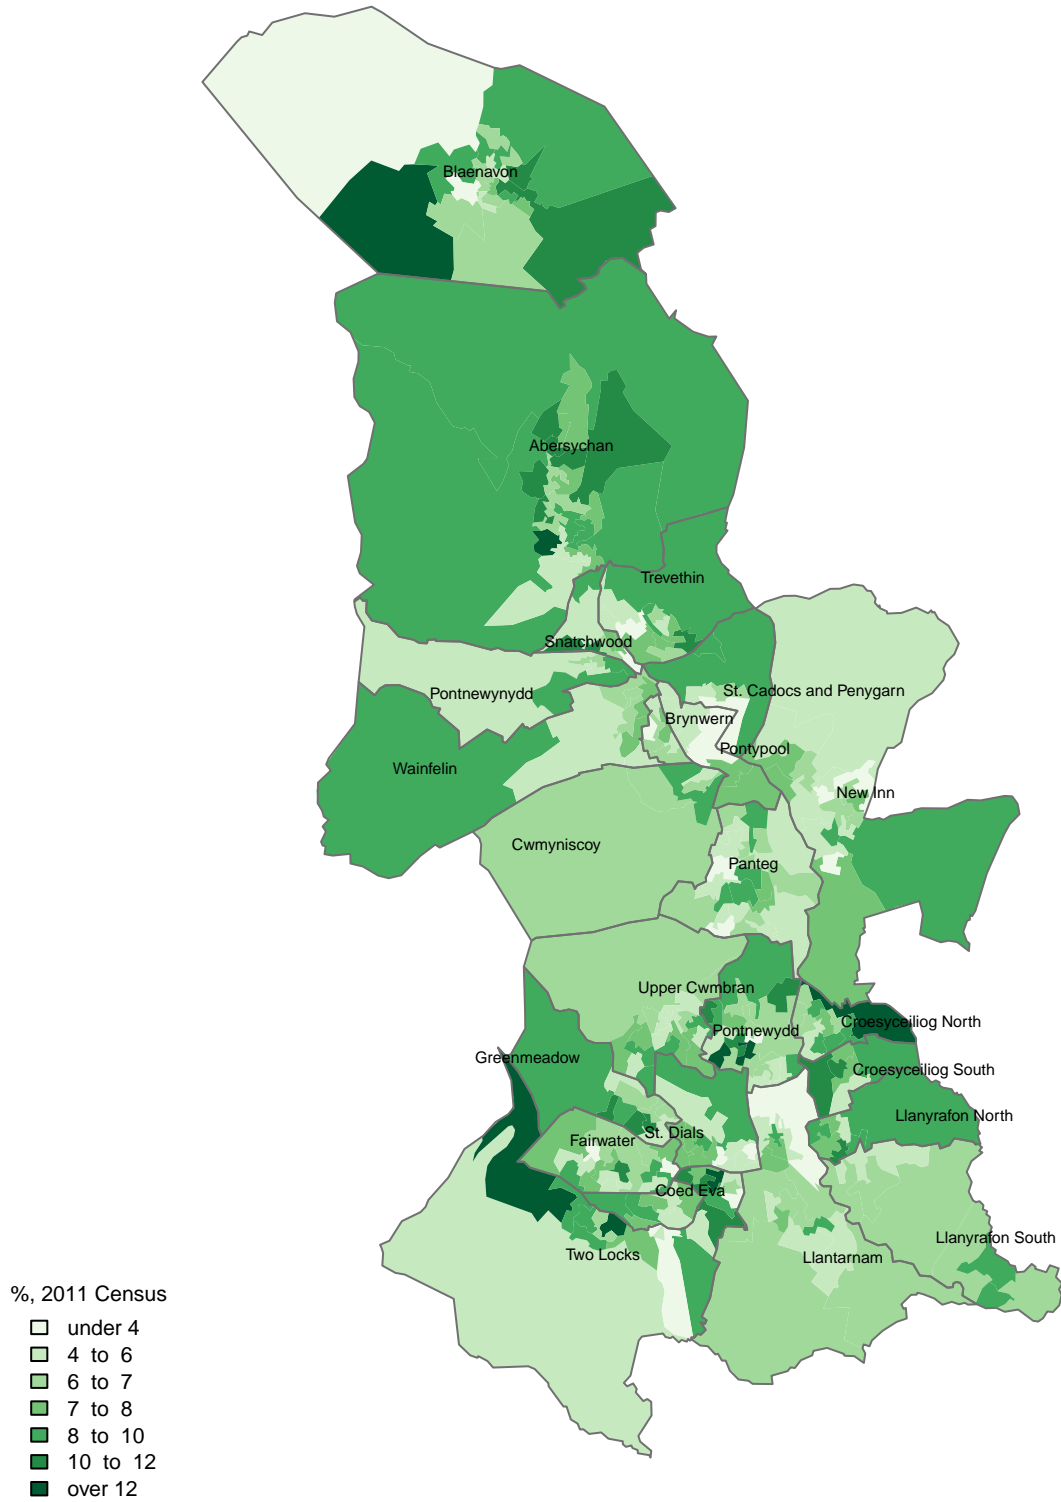 Blaenavon
Abersychan
Trevethin
Snatchwood
Pontnewynydd
St. Cadocs and Penygarn
Brynwern
Pontypool
Wainfelin
New Inn
Cwmyniscoy
Panteg
Upper Cwmbran
Pontnewydd
Croesyceiliog North
Greenmeadow
Croesyceiliog South
Llanyrafon North
St. Dials
Fairwater
Coed Eva
Llanyrafon South
Two Locks
Llantarnam
%, 2011 Census
under 4
4 to 6
6 to 7
7 to 8
8 to 10
10 to 12
over 12